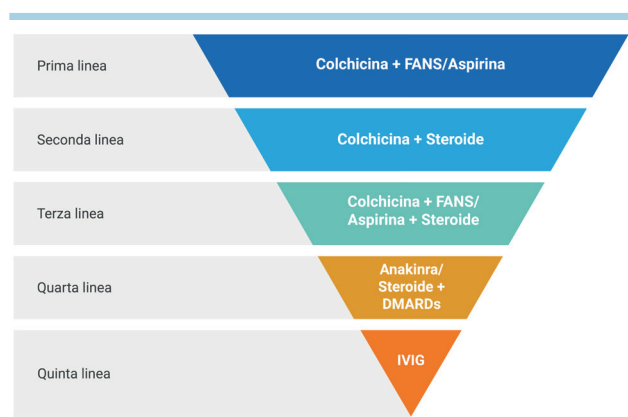 Prima linea
Colchicina + FANS/Aspirina
Seconda linea
Colchicina + Steroide
Terza linea
Colchicina + FANS/
Aspirina + Steroide
Quarta linea
Anakinra/
Steroide +
DMARDs
Quinta linea
IVIG